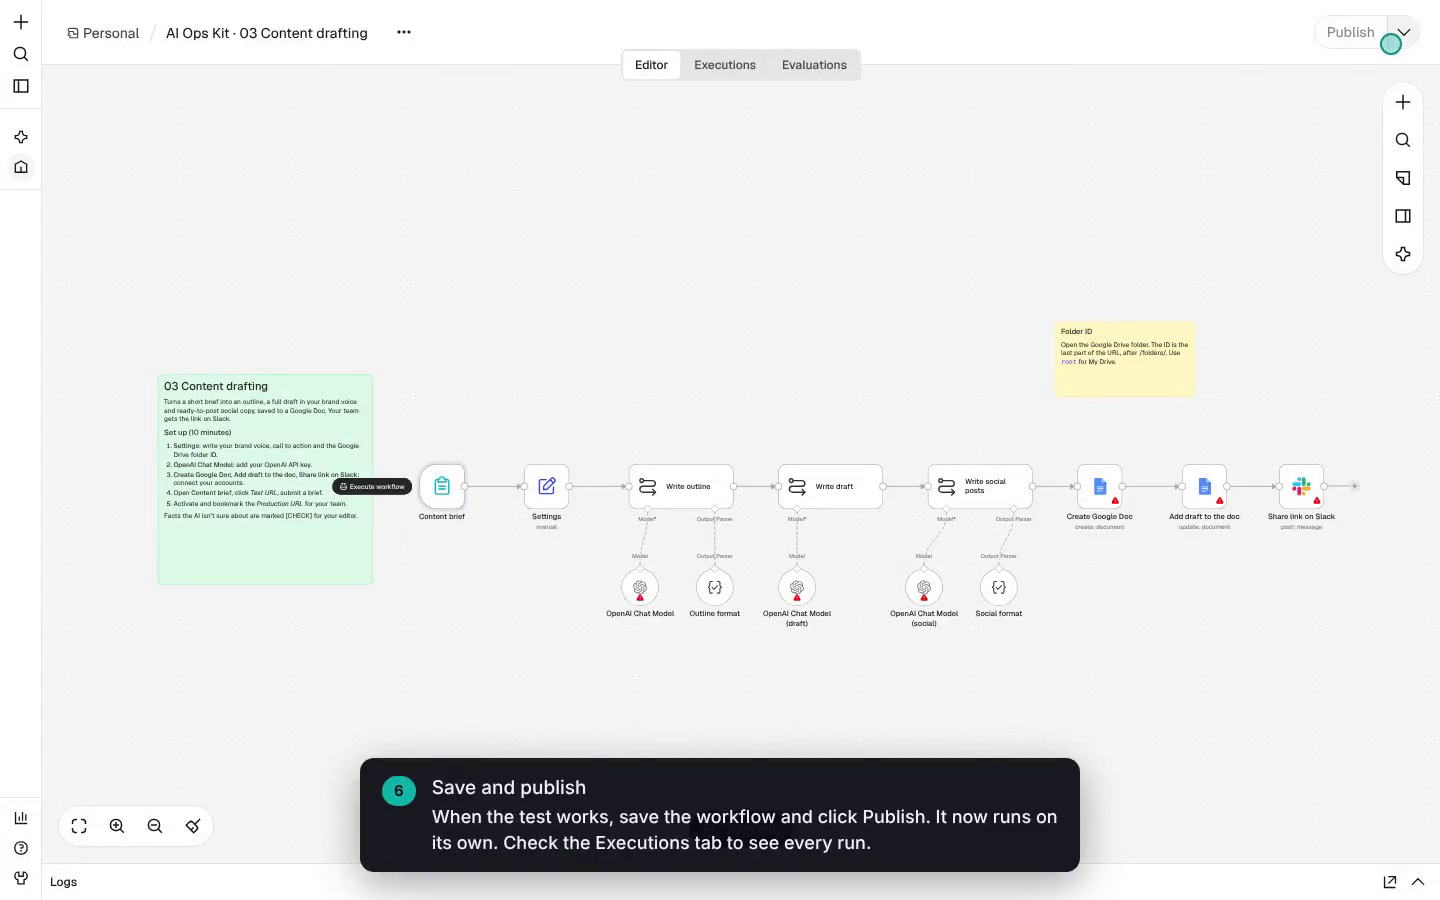 Personal / AI Ops Kit · 03 Content drafting ...
Publish
Editor
Executions
Evaluations
Folder ID
Open the Google Drive folder. The ID is the
last part of the URL, after /folders/. Use
root for My Drive.
03 Content drafting
Turns a short brief into an outline, a full draft in your brand voice
and ready-to-post social copy, saved to a Google Doc. Your team
gets the link on Slack.
Set up (10 minutes)
1. Settings: write your brand voice, call to action and the Google
Drive folder ID.
2. OpenAI Chat Model: add your OpenAI API key.
3. Create Google Doc, Add draft to the doc, Share link on Slack:
connect your accounts.
4. Open Content brief, click Test URL, submit a brief.
5. Activate and bookmark the Production URL for your team.
Facts the AI isn't sure about are marked [CHECK] for your editor.
Execute workflow
Content brief
Settings
manual
Write outline
Model*
Output Parser
Write draft
Model*
Write social
posts
Model*
Output Parser
Create Google Doc
create: document
Add draft to the doc
update: document
Share link on Slack
post: message
Model
Output Parser
Model
Model
Output Parser
OpenAI Chat Model
Outline format
OpenAI Chat Model
(draft)
OpenAI Chat Model
(social)
Social format
6
Save and publish
When the test works, save the workflow and click Publish. It now runs on
its own. Check the Executions tab to see every run.
Logs